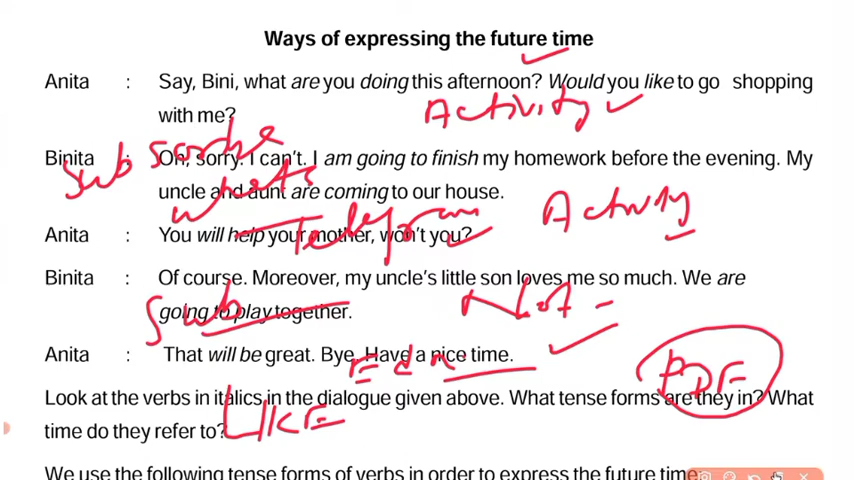 Ways of expressing the future time
Anita : Say, Bini, what are you doing this afternoon? Would you like to go shopping
with me?
Activity
Subscribe
Binita : Oh, sorry. I can't. I am going to finish my homework before the evening. My
uncle and aunt are coming to our house.
Whats
Telegram
Activity
Anita : You will help your mother, won't you?
Binita : Of course. Moreover, my uncle's little son loves me so much. We are
going to play together.
Sub
Not
Anita : That will be great. Bye. Have a nice time.
PDF
Look at the verbs in italics in the dialogue given above. What tense forms are they in? What
time do they refer to?
LIKE
We use the following tense forms of verbs in order to express the future time